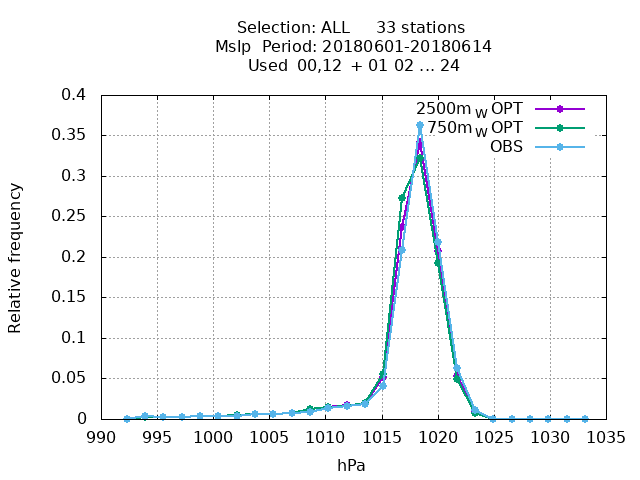 Selection: ALL 33 stations
Mslp Period: 20180601-20180614
Used 00,12 + 01 02 ... 24
2500m W OPT
750m W OPT
OBS
Relative frequency
0.4
0.35
0.3
0.25
0.2
0.15
0.1
0.05
0
990 995 1000 1005 1010 1015 1020 1025 1030 1035
hPa